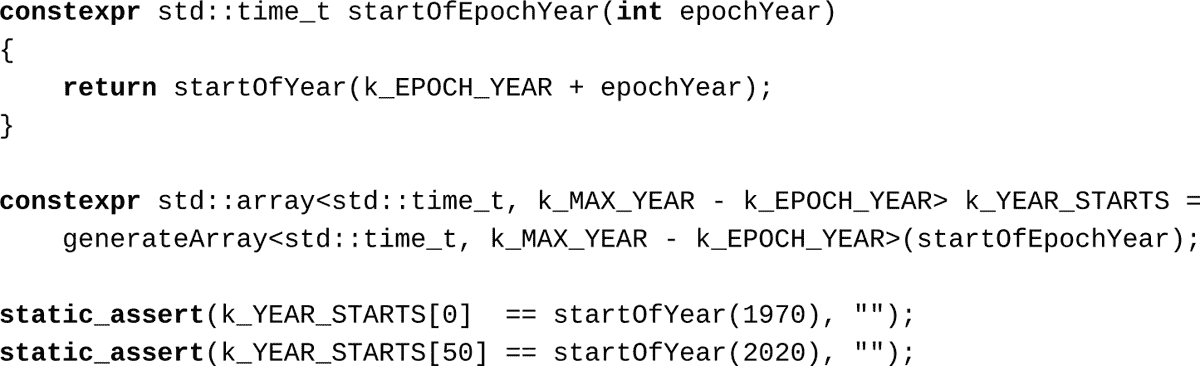 constexpr std::time_t startOfEpochYear(int epochYear)
{
    return startOfYear(k_EPOCH_YEAR + epochYear);
}

constexpr std::array<std::time_t, k_MAX_YEAR - k_EPOCH_YEAR> k_YEAR_STARTS =
    generateArray<std::time_t, k_MAX_YEAR - k_EPOCH_YEAR>(startOfEpochYear);

static_assert(k_YEAR_STARTS[0]  == startOfYear(1970), "");
static_assert(k_YEAR_STARTS[50] == startOfYear(2020), "");